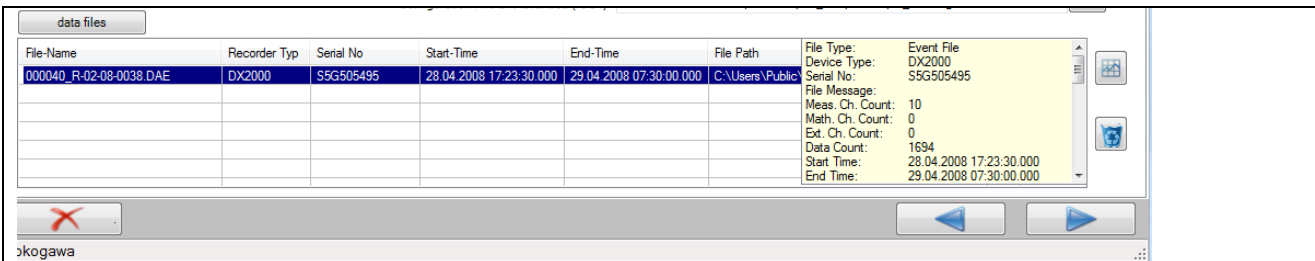 data files
File-Name Recorder Typ Serial No Start-Time End-Time File Path
000040_R-02-08-0038.DAE DX2000 S5G505495 28.04.2008 17:23:30.000 29.04.2008 07:30:00.000 C:\Users\Public\
File Type: Event File
Device Type: DX2000
Serial No: S5G505495
File Message:
Meas. Ch. Count: 10
Math. Ch. Count: 0
Ext. Ch. Count: 0
Data Count: 1694
Start Time: 28.04.2008 17:23:30.000
End Time: 29.04.2008 07:30:00.000
okogawa